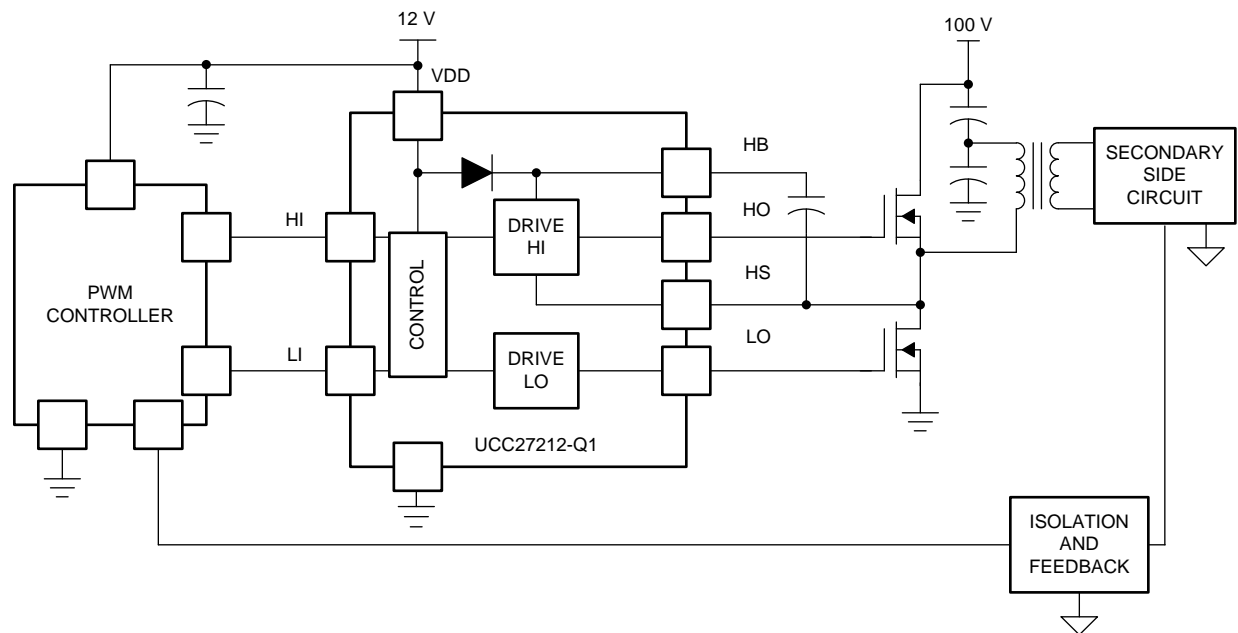 12 V
100 V
VDD
HB
SECONDARY
SIDE
CIRCUIT
HI
DRIVE
HI
HO
PWM
CONTROLLER
CONTROL
HS
LI
DRIVE
LO
LO
UCC27212-Q1
ISOLATION
AND
FEEDBACK